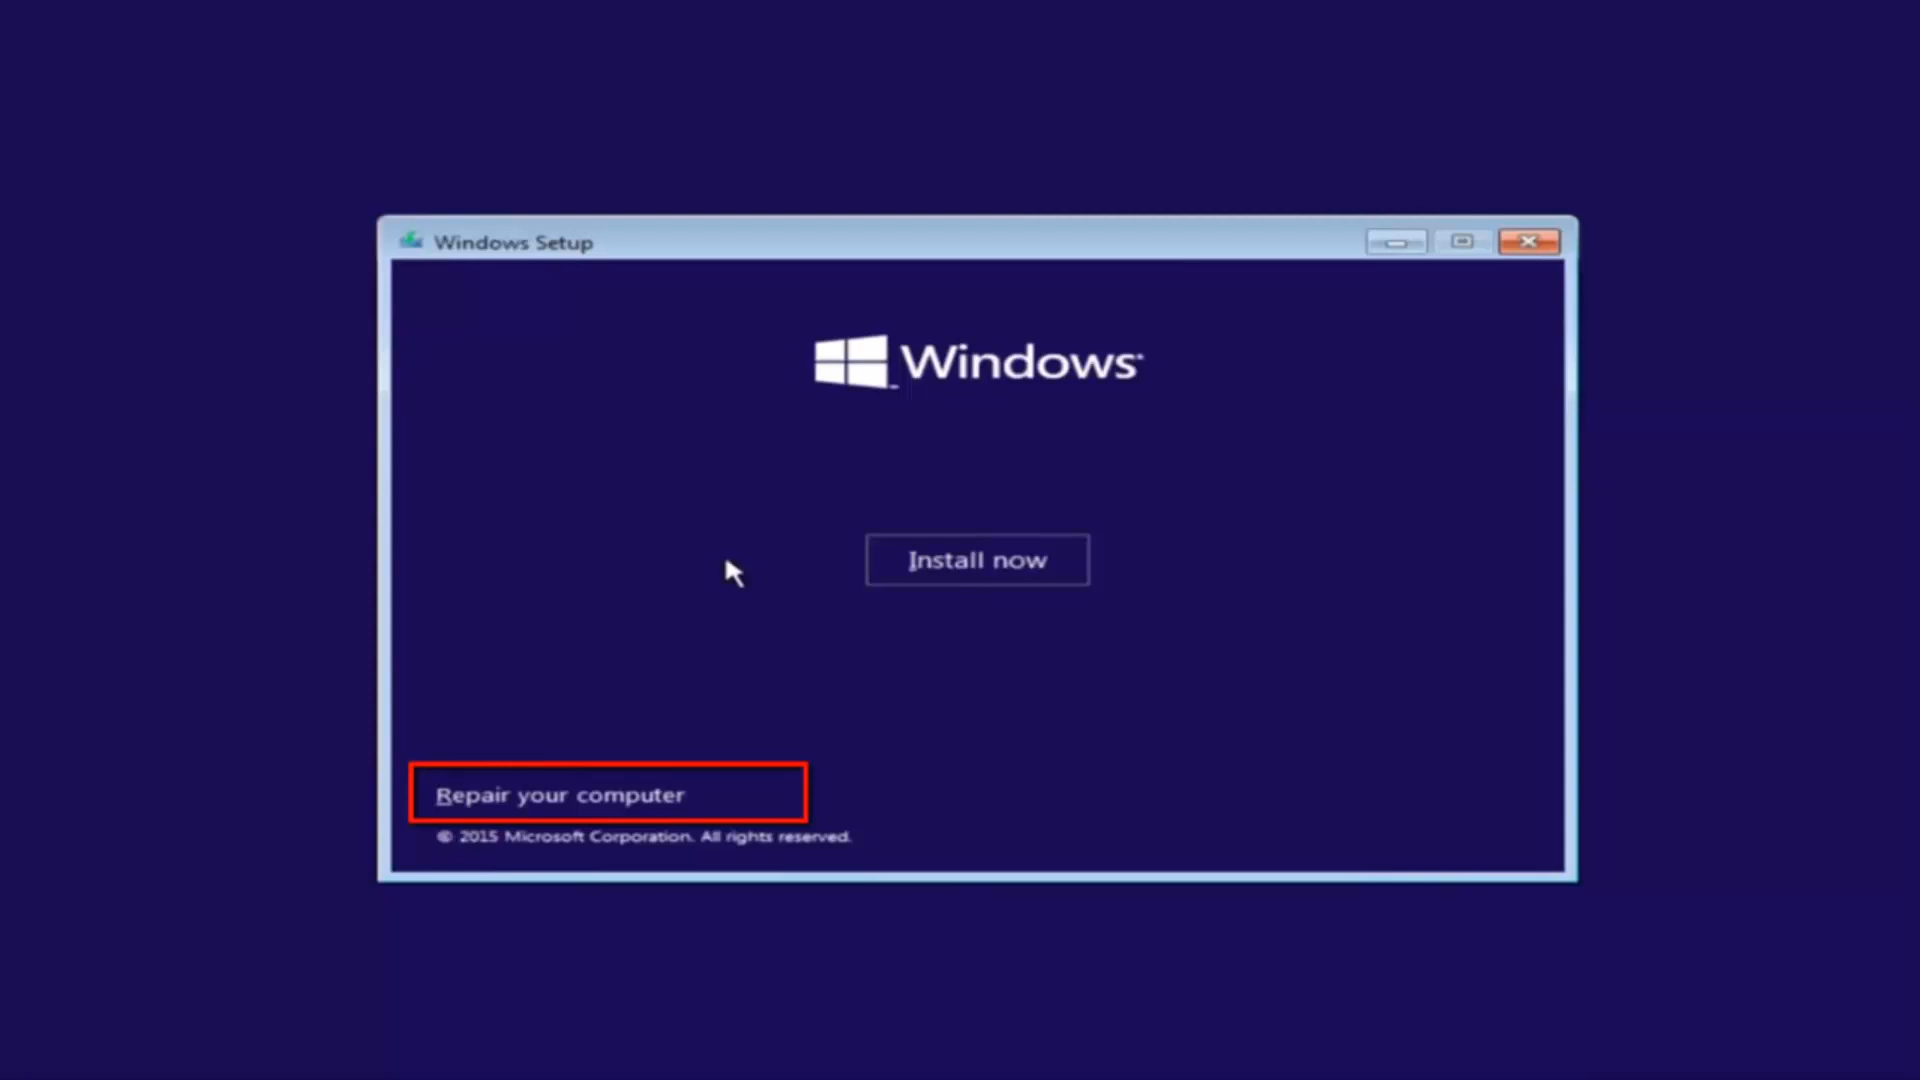 Windows Setup
Windows
Install now
Repair your computer
© 2015 Microsoft Corporation. All rights reserved.